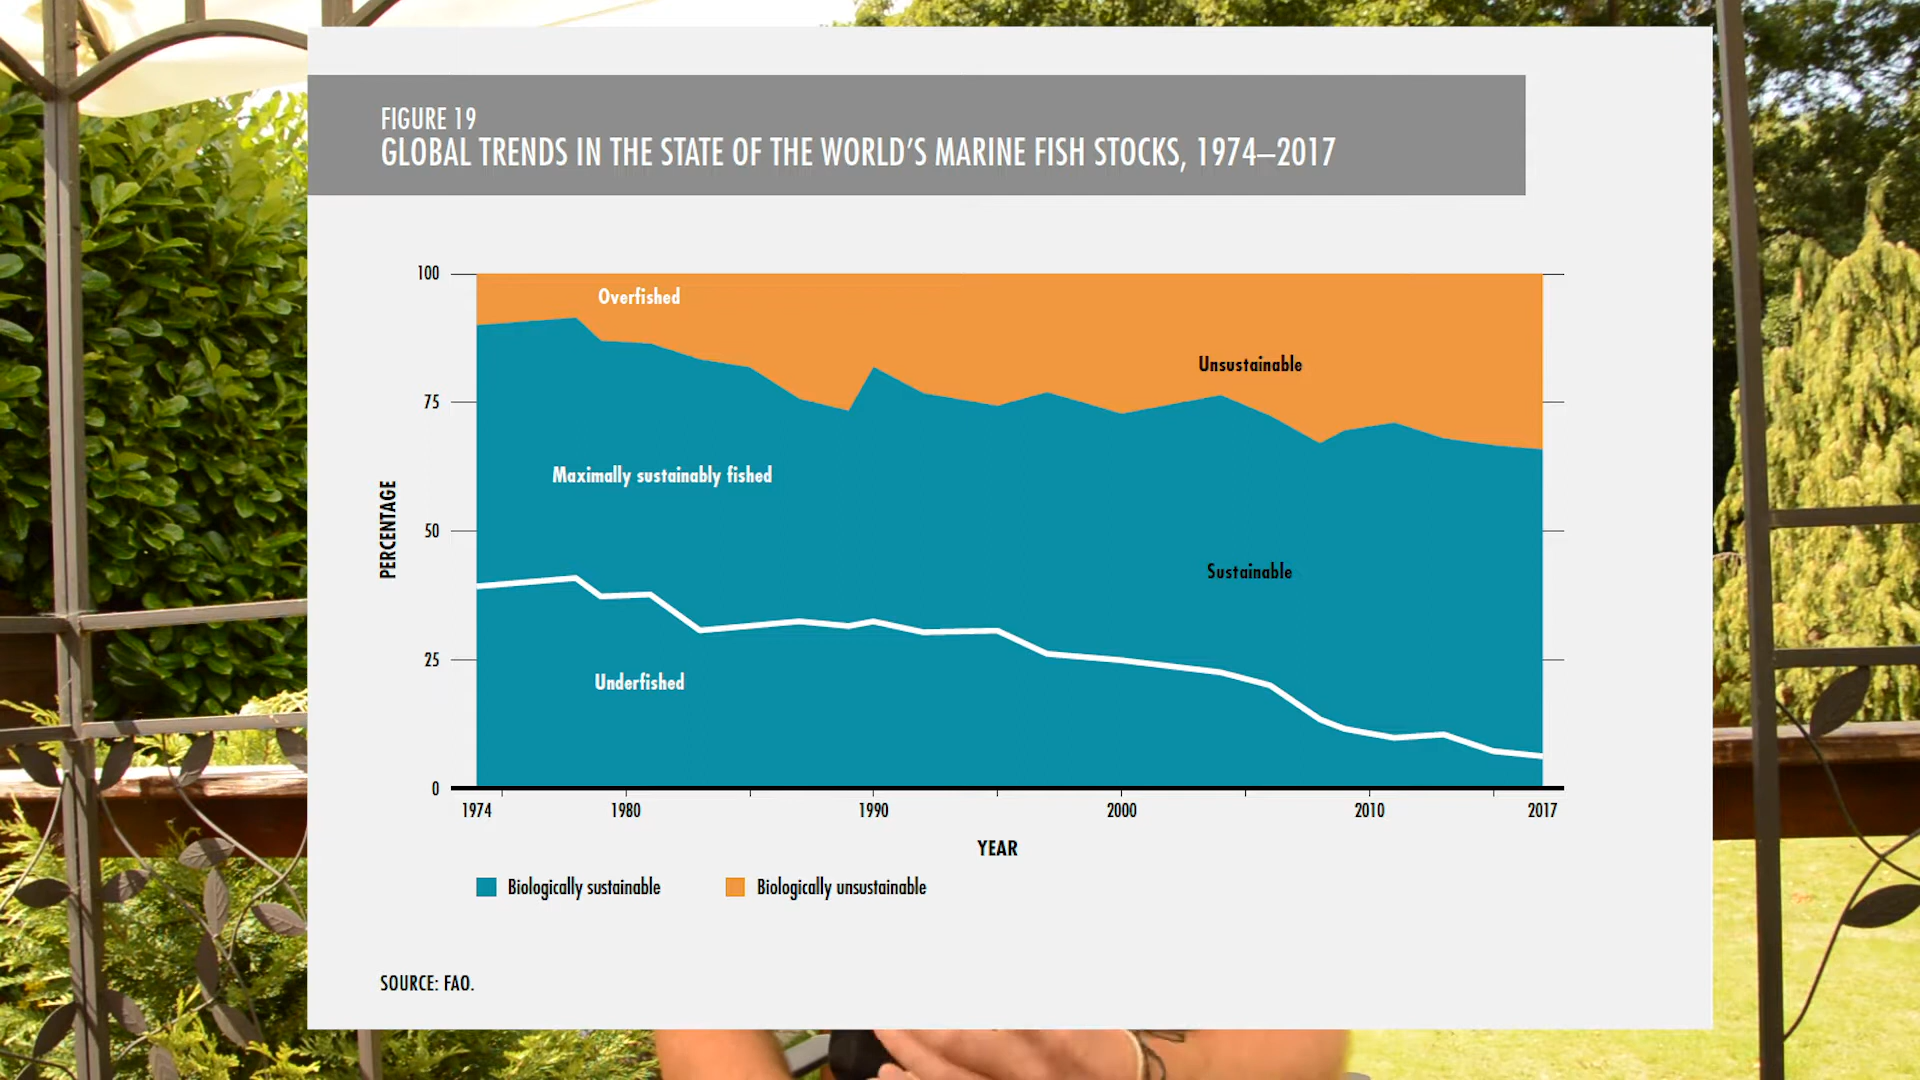 FIGURE 19
GLOBAL TRENDS IN THE STATE OF THE WORLD'S MARINE FISH STOCKS, 1974–2017
100
Overfished
Unsustainable
75
Maximally sustainably fished
50
Sustainable
25
Underfished
0
PERCENTAGE
1974 1980 1990 2000 2010 2017
YEAR
Biologically sustainable Biologically unsustainable
SOURCE: FAO.